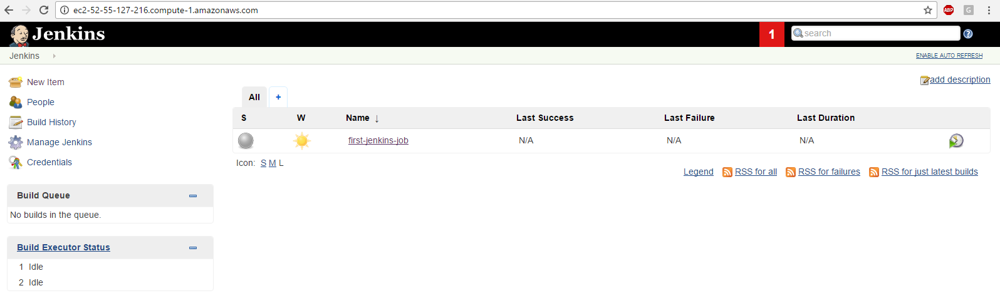 ec2-52-55-127-216.compute-1.amazonaws.com
ABP
G
Jenkins
1
search
?
Jenkins
ENABLE AUTO REFRESH
New Item
People
Build History
Manage Jenkins
Credentials
add description
All +
S W Name ↓ Last Success Last Failure Last Duration
first-jenkins-job N/A N/A N/A
Icon: S M L
Legend RSS for all RSS for failures RSS for just latest builds
Build Queue
No builds in the queue.
Build Executor Status
1 Idle
2 Idle